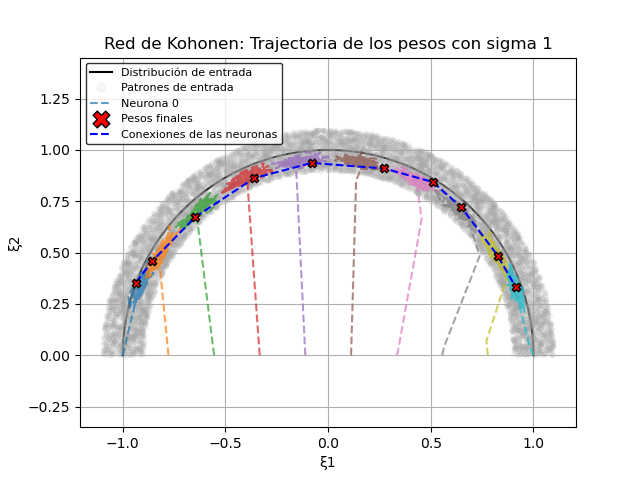 Red de Kohonen: Trajectoria de los pesos con sigma 1
Distribución de entrada
Patrones de entrada
Neurona 0
Pesos finales
Conexiones de las neuronas
1.25
1.00
0.75
0.50
0.25
0.00
−0.25
ξ2
−1.0 −0.5 0.0 0.5 1.0
ξ1